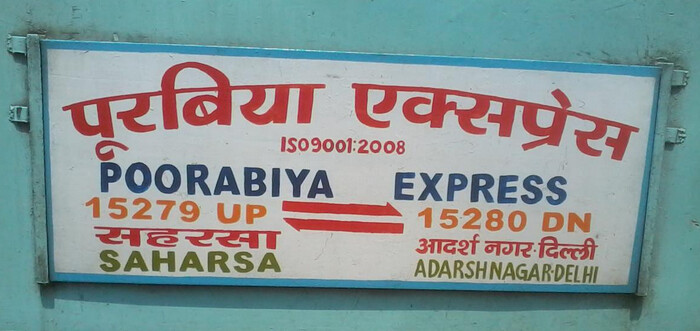 पूरबिया एक्सप्रेस
ISO9001:2008
POORABIYA EXPRESS
15279 UP 15280 DN
सहरसा आदर्श नगर-दिल्ली
SAHARSA ADARSHNAGAR-DELHI